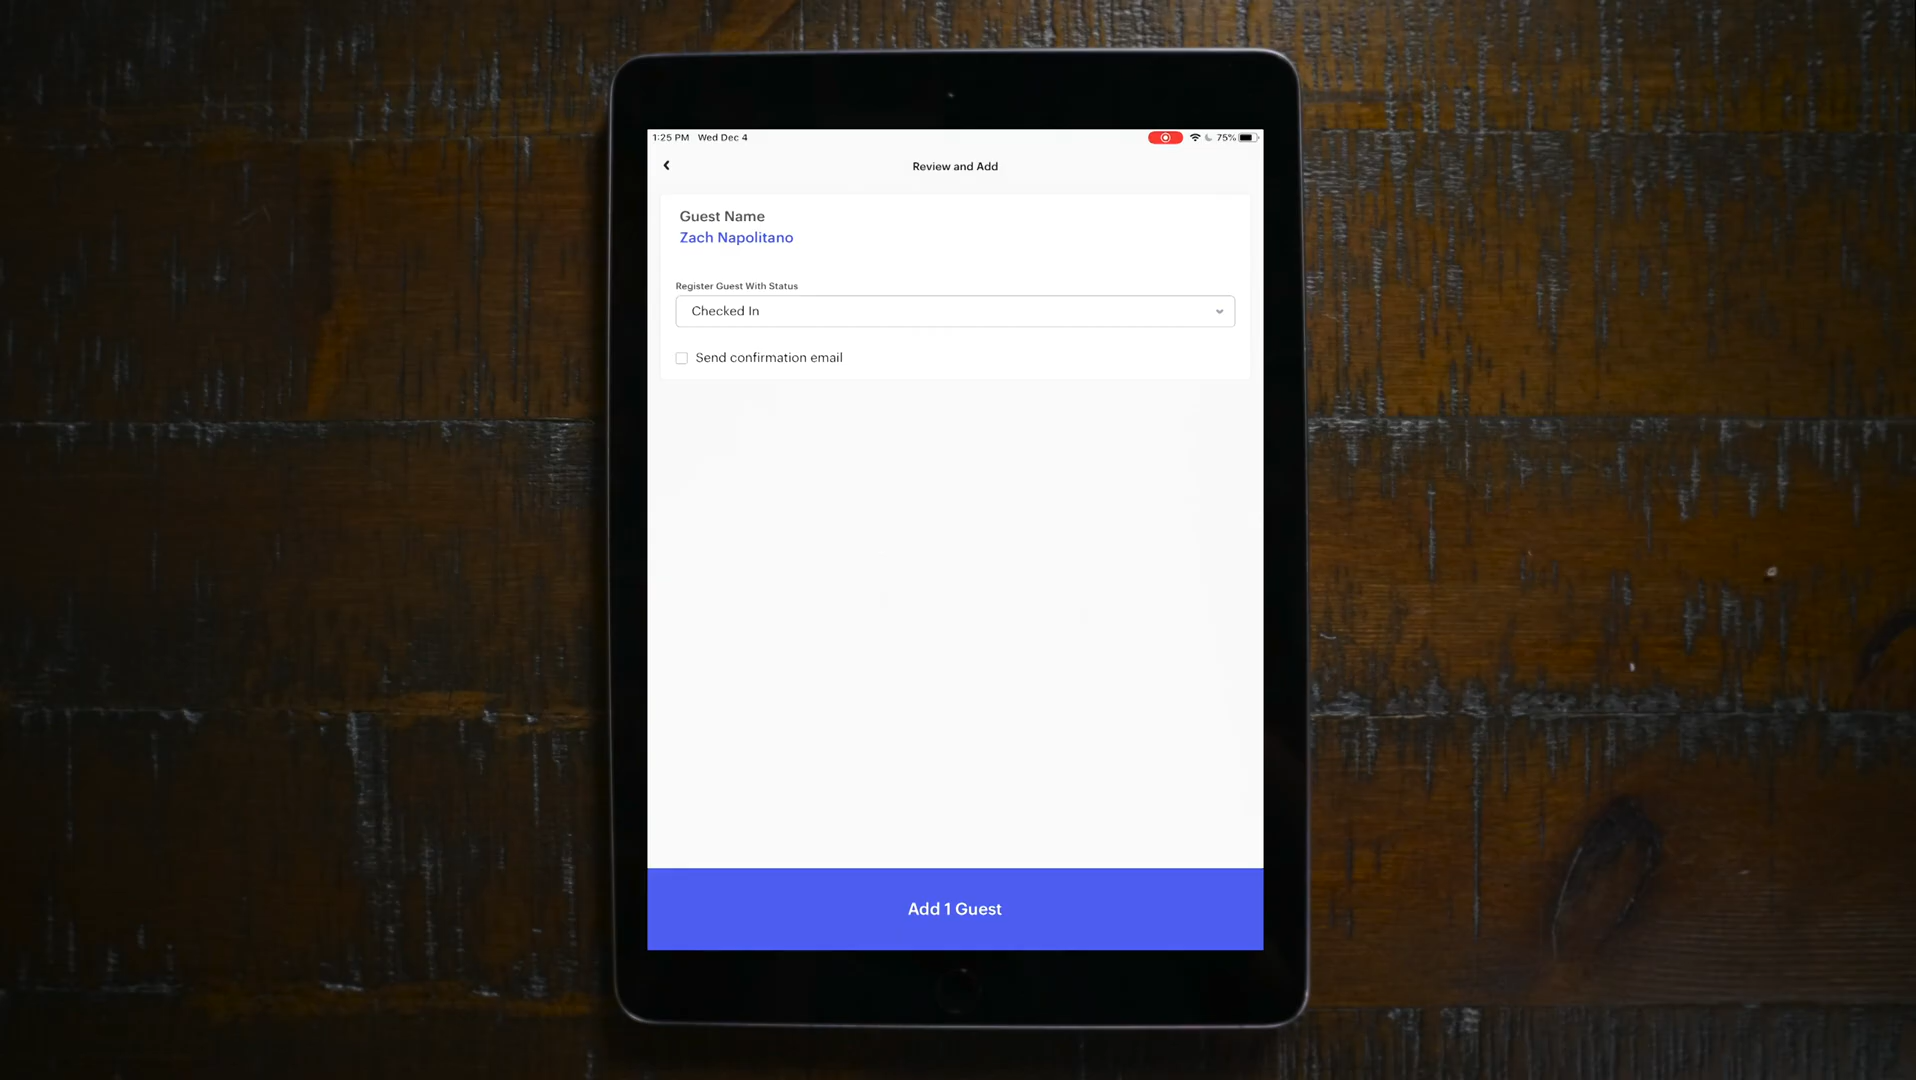 1:25 PM Wed Dec 4 75%
Review and Add
Guest Name
Zach Napolitano
Register Guest With Status
Checked In
Send confirmation email
Add 1 Guest